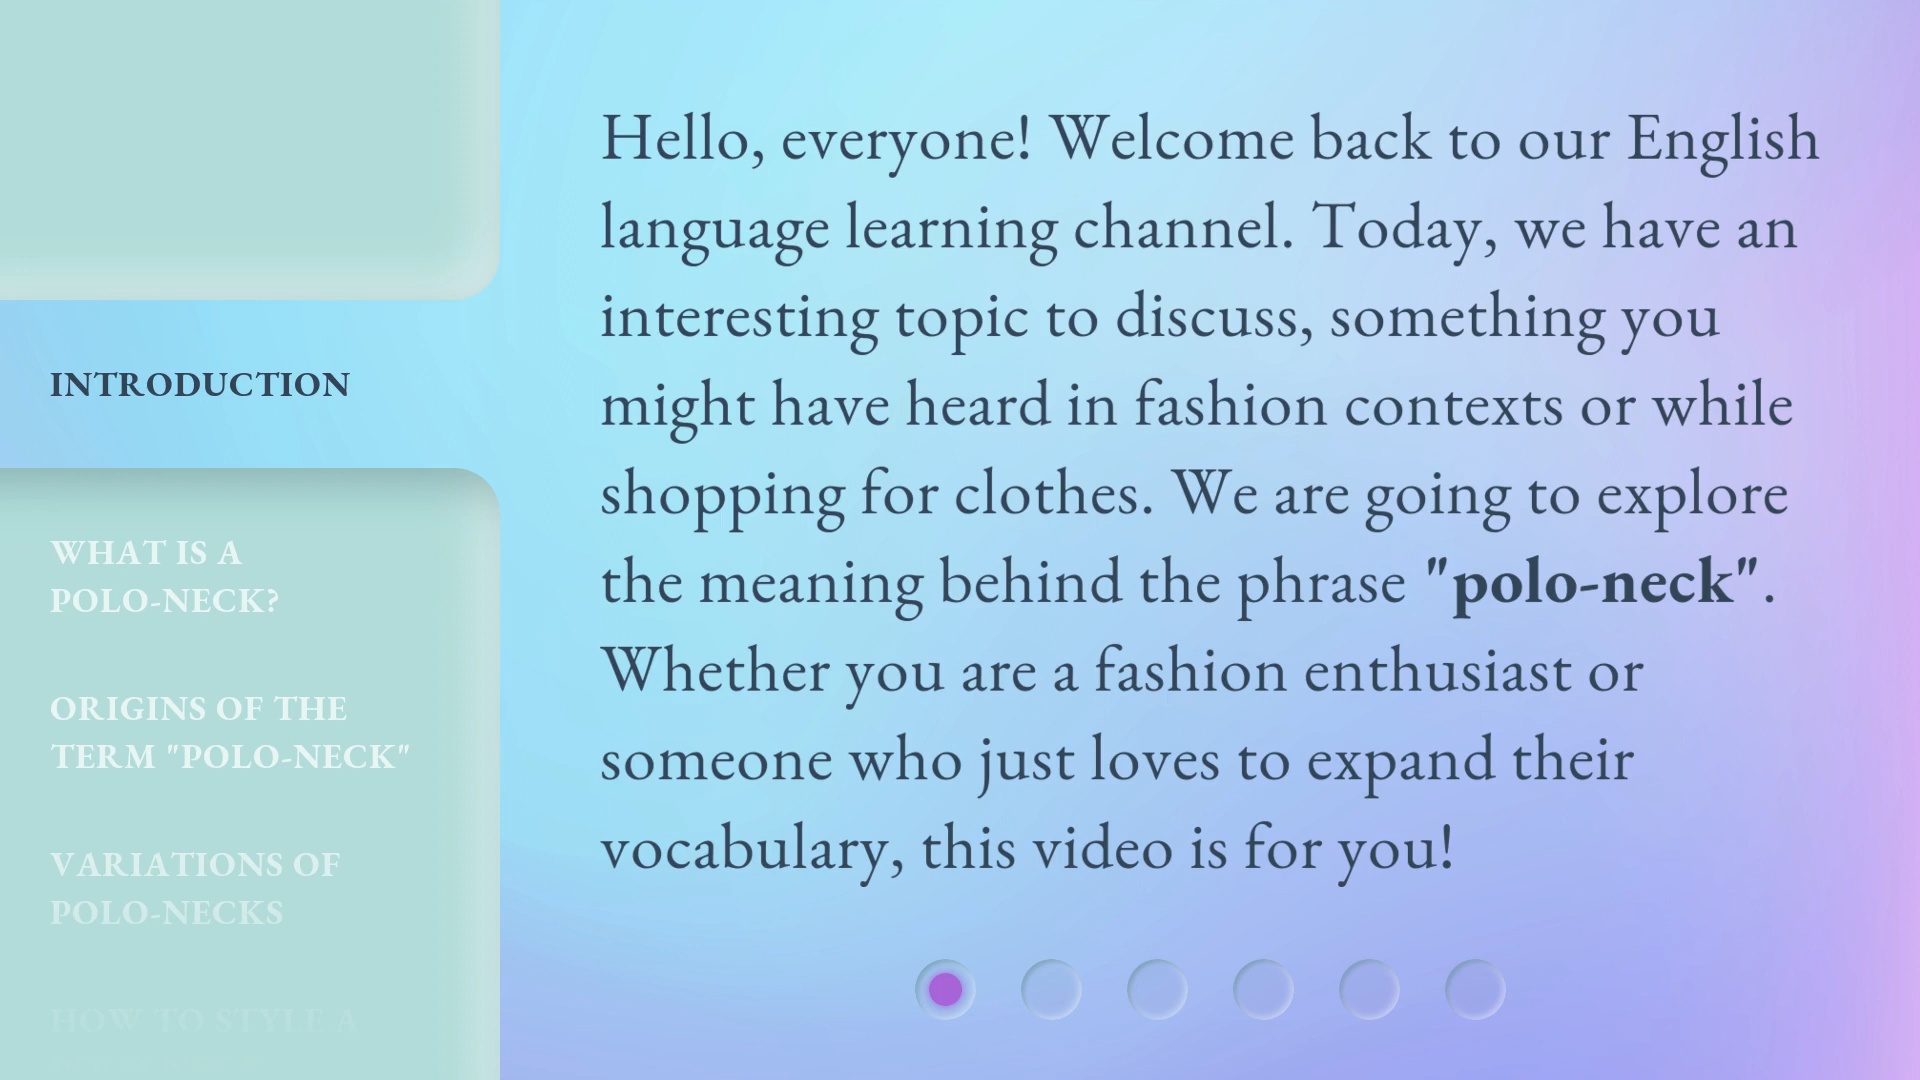 INTRODUCTION
WHAT IS A
POLO-NECK?
ORIGINS OF THE
TERM "POLO-NECK"
VARIATIONS OF
POLO-NECKS
HOW TO STYLE A
Hello, everyone! Welcome back to our English
language learning channel. Today, we have an
interesting topic to discuss, something you
might have heard in fashion contexts or while
shopping for clothes. We are going to explore
the meaning behind the phrase "polo-neck".
Whether you are a fashion enthusiast or
someone who just loves to expand their
vocabulary, this video is for you!